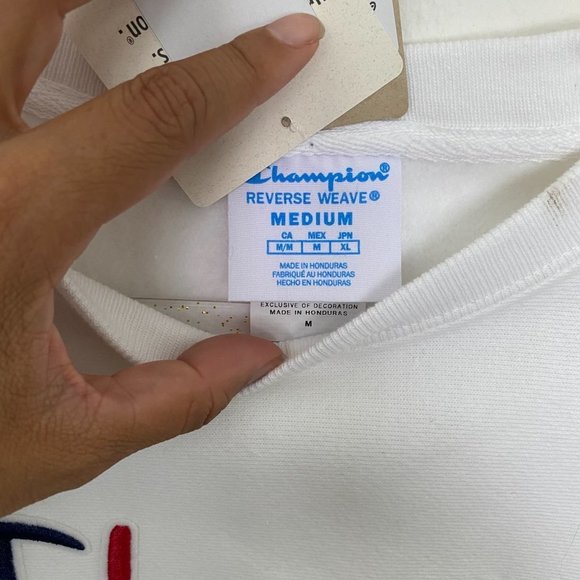 on.®
s.
Champion®
REVERSE WEAVE®
MEDIUM
CA MEX JPN
M/M M XL
MADE IN HONDURAS
FABRIQUÉ AU HONDURAS
HECHO EN HONDURAS
EXCLUSIVE OF DECORATION
MADE IN HONDURAS
M